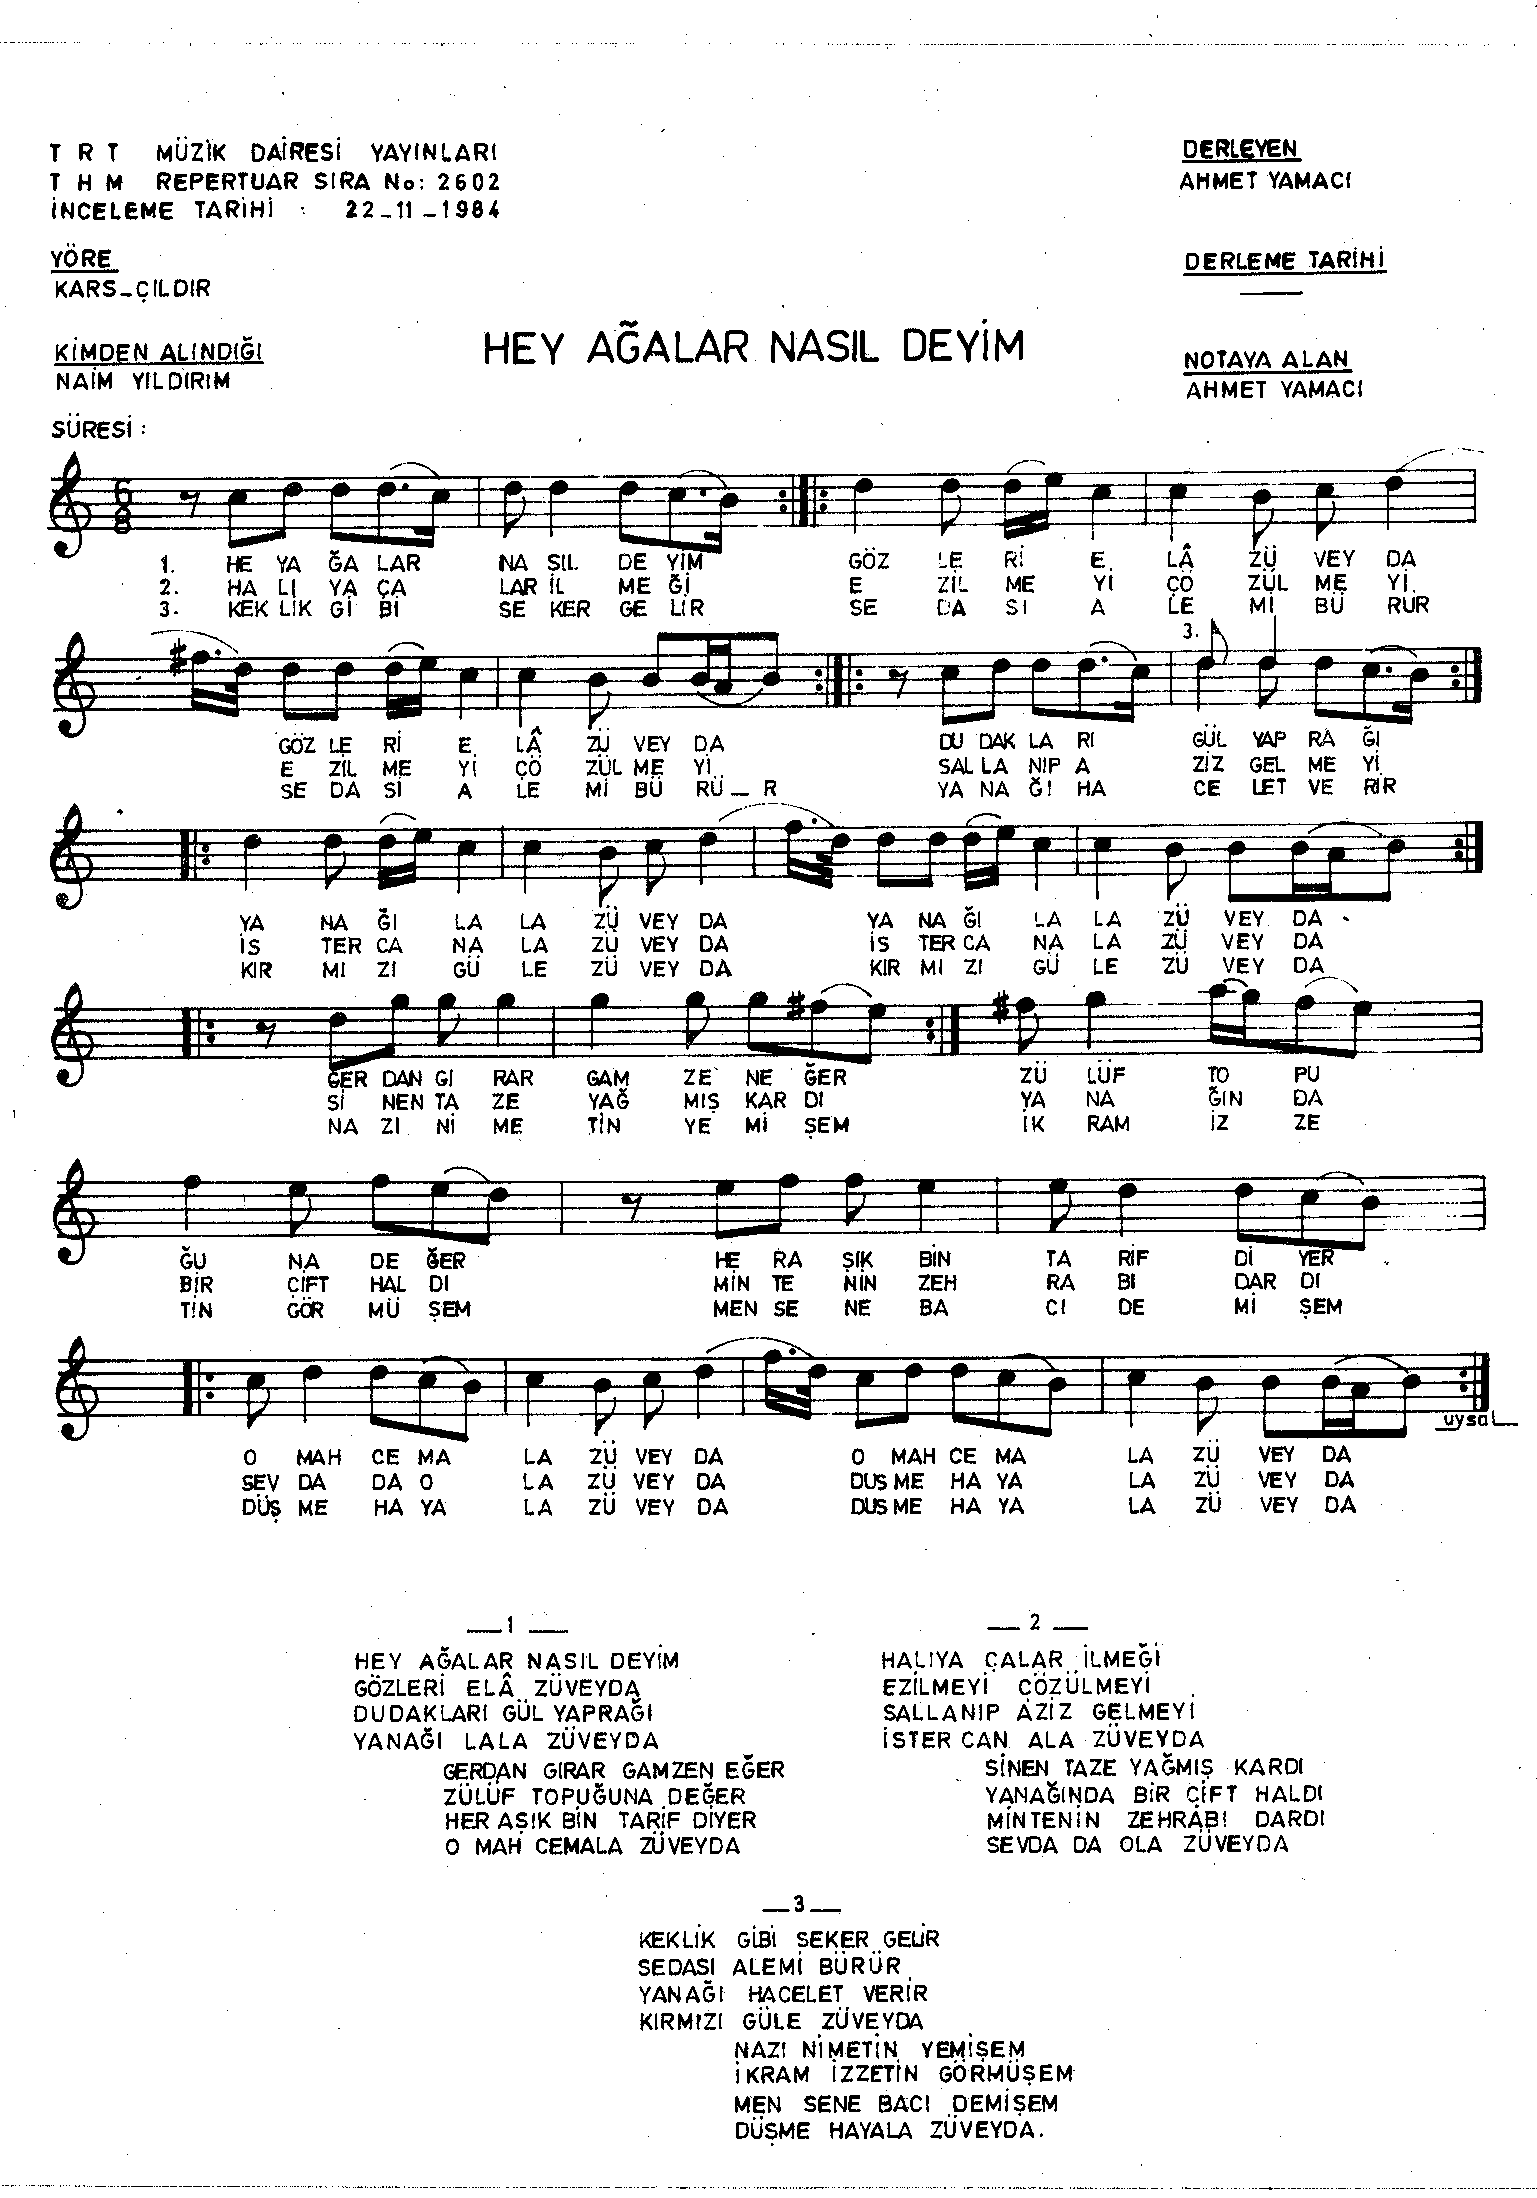 T R T MÜZİK DAİRESİ YAYINLARI
T H M REPERTUAR SIRA No: 2602
İNCELEME TARİHİ : 22_11_1984
DERLEYEN
AHMET YAMACI
YÖRE
KARS_ÇILDIR
DERLEME TARİHİ
KİMDEN ALINDIĞI
NAİM YILDIRIM
HEY AĞALAR NASIL DEYİM
NOTAYA ALAN
AHMET YAMACI
SÜRESİ :
6
8
1. HE YA ĞA LAR NA SIL DE YİM GÖZ LE Rİ E LÂ ZÜ VEY DA
2. HA LI YA ÇA LAR İL ME Ğİ E ZİL ME Yİ ÇÖ ZÜL ME Yİ
3. KEK LİK Gİ Bİ SE KER GE LİR SE DA SI A LE Mİ BÜ RÜR
3.
GÖZ LE Rİ E LÂ ZÜ VEY DA DU DAK LA RI GÜL YAP RA ĞI
E ZİL ME Yİ ÇÖ ZÜL ME Yİ SAL LA NIP A ZİZ GEL ME Yİ
SE DA SI A LE Mİ BÜ RÜ_R YA NA ĞI HA CE LET VE RİR
YA NA ĞI LA LA ZÜ VEY DA YA NA ĞI LA LA ZÜ VEY DA
İS TER CA NA LA ZÜ VEY DA İS TER CA NA LA ZÜ VEY DA
KIR MI ZI GÜ LE ZÜ VEY DA KIR MI ZI GÜ LE ZÜ VEY DA
GER DAN GI RAR GAM ZE NE ĞER ZÜ LÜF TO PU
Sİ NEN TA ZE YAĞ MIŞ KAR DI YA NA ĞIN DA
NA ZI Nİ ME TİN YE Mİ ŞEM İK RAM İZ ZE
ĞU NA DE ĞER HE RA ŞIK BİN TA RİF Dİ YER
BİR ÇİFT HAL DI MİN TE NİN ZEH RA BI DAR DI
TİN GÖR MÜ ŞEM MEN SE NE BA CI DE Mİ ŞEM
uysal
O MAH CE MA LA ZÜ VEY DA O MAH CE MA LA ZÜ VEY DA
SEV DA DA O LA ZÜ VEY DA DUS ME HA YA LA ZÜ VEY DA
DÜŞ ME HA YA LA ZÜ VEY DA DUS ME HA YA LA ZÜ VEY DA
_1_
HEY AĞALAR NASIL DEYİM
GÖZLERİ ELÂ ZÜVEYDA
DUDAKLARI GÜL YAPRAĞI
YANAĞI LALA ZÜVEYDA
GERDAN GIRAR GAMZEN EĞER
ZÜLÜF TOPUĞUNA DEĞER
HER AŞIK BİN TARİF DİYER
O MAH CEMALA ZÜVEYDA
_2_
HALIYA ÇALAR İLMEĞİ
EZİLMEYİ ÇÖZÜLMEYİ
SALLANIP AZİZ GELMEYİ
İSTER CAN ALA ZÜVEYDA
SİNEN TAZE YAĞMIŞ KARDI
YANAĞINDA BİR ÇİFT HALDI
MİNTENİN ZEHRABI DARDI
SEVDA DA OLA ZÜVEYDA
_3_
KEKLİK GİBİ SEKER GELİR
SEDASI ALEMİ BÜRÜR
YANAĞI HACELET VERİR
KIRMIZI GÜLE ZÜVEYDA
NAZI NİMETİN YEMİŞEM
İKRAM İZZETİN GÖRMÜŞEM
MEN SENE BACI DEMİŞEM
DÜŞME HAYALA ZÜVEYDA.